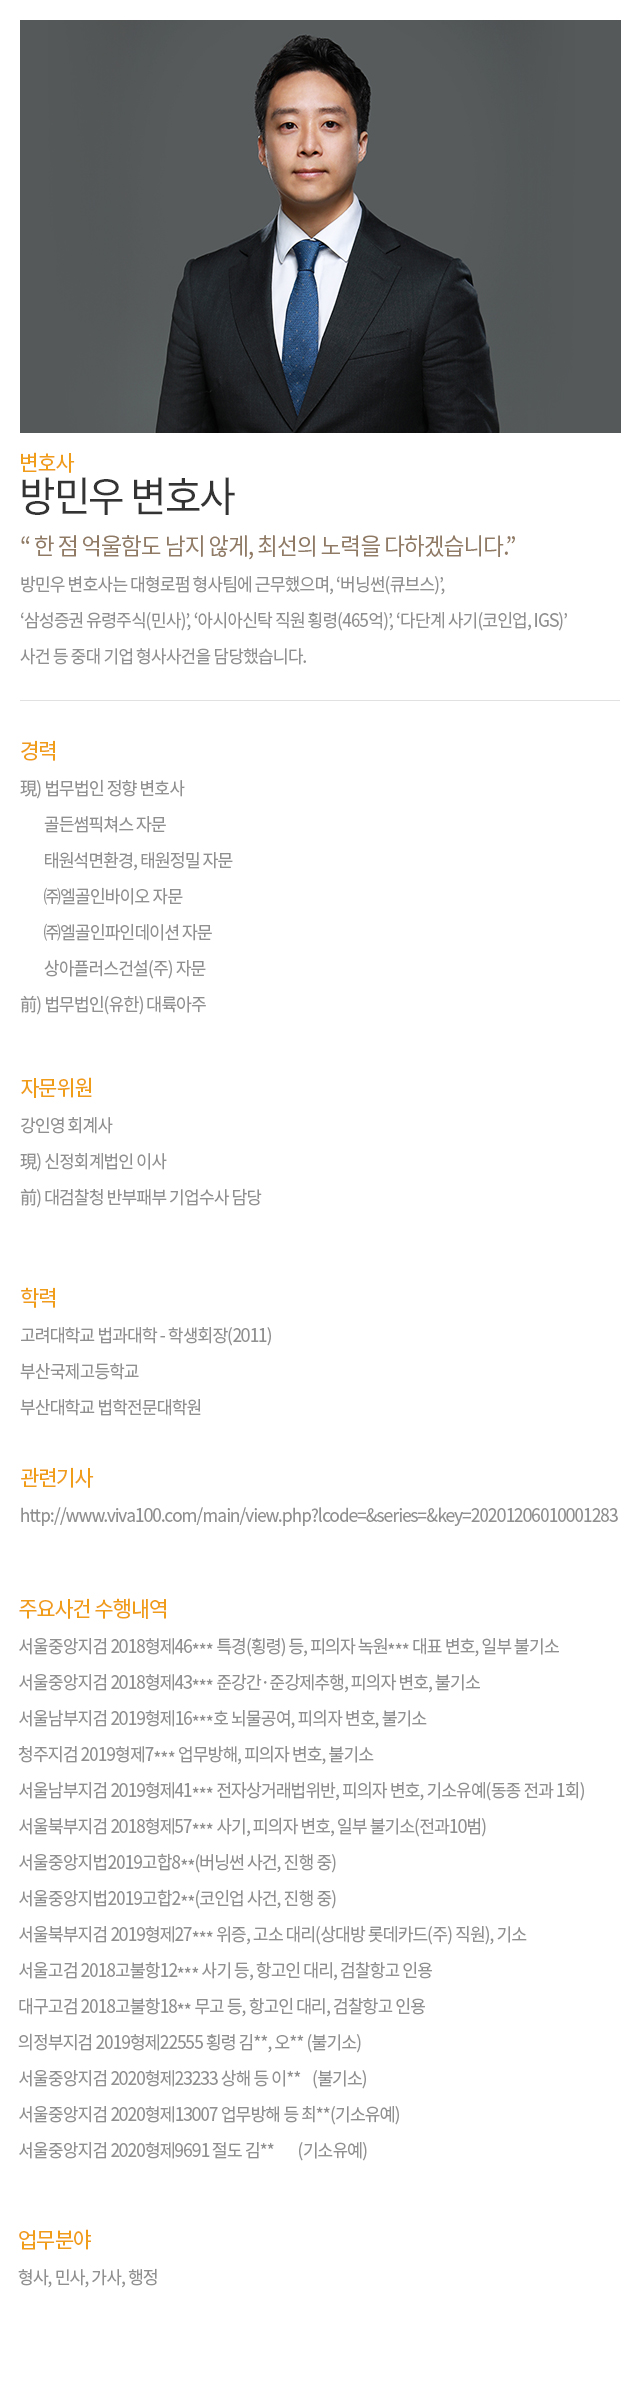 변호사
방민우 변호사
“ 한 점 억울함도 남지 않게, 최선의 노력을 다하겠습니다.”
방민우 변호사는 대형로펌 형사팀에 근무했으며, ‘버닝썬(큐브스)’,
‘삼성증권 유령주식(민사)’, ‘아시아신탁 직원 횡령(465억)’, ‘다단계 사기(코인업, IGS)’
사건 등 중대 기업 형사사건을 담당했습니다.
경력
現) 법무법인 정향 변호사
골든썸픽쳐스 자문
태원석면환경, 태원정밀 자문
㈜엘골인바이오 자문
㈜엘골인파인데이션 자문
상아플러스건설(주) 자문
前) 법무법인(유한) 대륙아주
자문위원
강인영 회계사
現) 신정회계법인 이사
前) 대검찰청 반부패부 기업수사 담당
학력
고려대학교 법과대학 - 학생회장(2011)
부산국제고등학교
부산대학교 법학전문대학원
관련기사
http://www.viva100.com/main/view.php?lcode=&series=&key=20201206010001283
주요사건 수행내역
서울중앙지검 2018형제46*** 특경(횡령) 등, 피의자 녹원*** 대표 변호, 일부 불기소
서울중앙지검 2018형제43*** 준강간·준강제추행, 피의자 변호, 불기소
서울남부지검 2019형제16***호 뇌물공여, 피의자 변호, 불기소
청주지검 2019형제7*** 업무방해, 피의자 변호, 불기소
서울남부지검 2019형제41*** 전자상거래법위반, 피의자 변호, 기소유예(동종 전과 1회)
서울북부지검 2018형제57*** 사기, 피의자 변호, 일부 불기소(전과10범)
서울중앙지법2019고합8**(버닝썬 사건, 진행 중)
서울중앙지법2019고합2**(코인업 사건, 진행 중)
서울북부지검 2019형제27*** 위증, 고소 대리(상대방 롯데카드(주) 직원), 기소
서울고검 2018고불항12*** 사기 등, 항고인 대리, 검찰항고 인용
대구고검 2018고불항18** 무고 등, 항고인 대리, 검찰항고 인용
의정부지검 2019형제22555 횡령 김**, 오** (불기소)
서울중앙지검 2020형제23233 상해 등 이** (불기소)
서울중앙지검 2020형제13007 업무방해 등 최**(기소유예)
서울중앙지검 2020형제9691 절도 김** (기소유예)
업무분야
형사, 민사, 가사, 행정